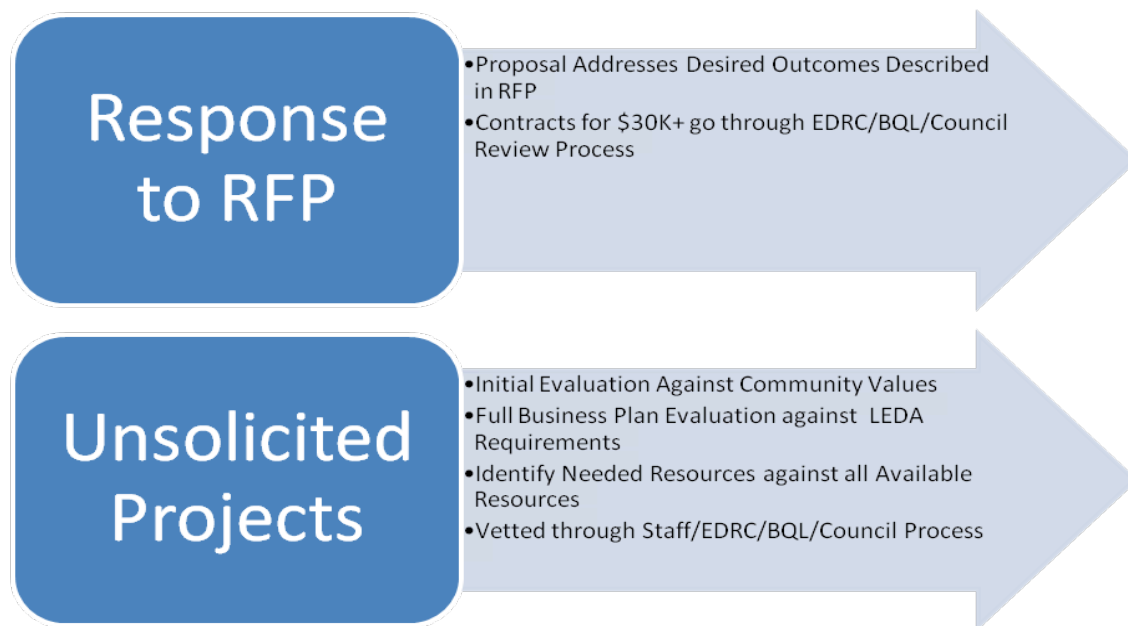 Response
to RFP
•Proposal Addresses Desired Outcomes Described
in RFP
•Contracts for $30K+ go through EDRC/BQL/Council
Review Process
Unsolicited
Projects
•Initial Evaluation Against Community Values
•Full Business Plan Evaluation against LEDA
Requirements
•Identify Needed Resources against all Available
Resources
•Vetted through Staff/EDRC/BQL/Council Process